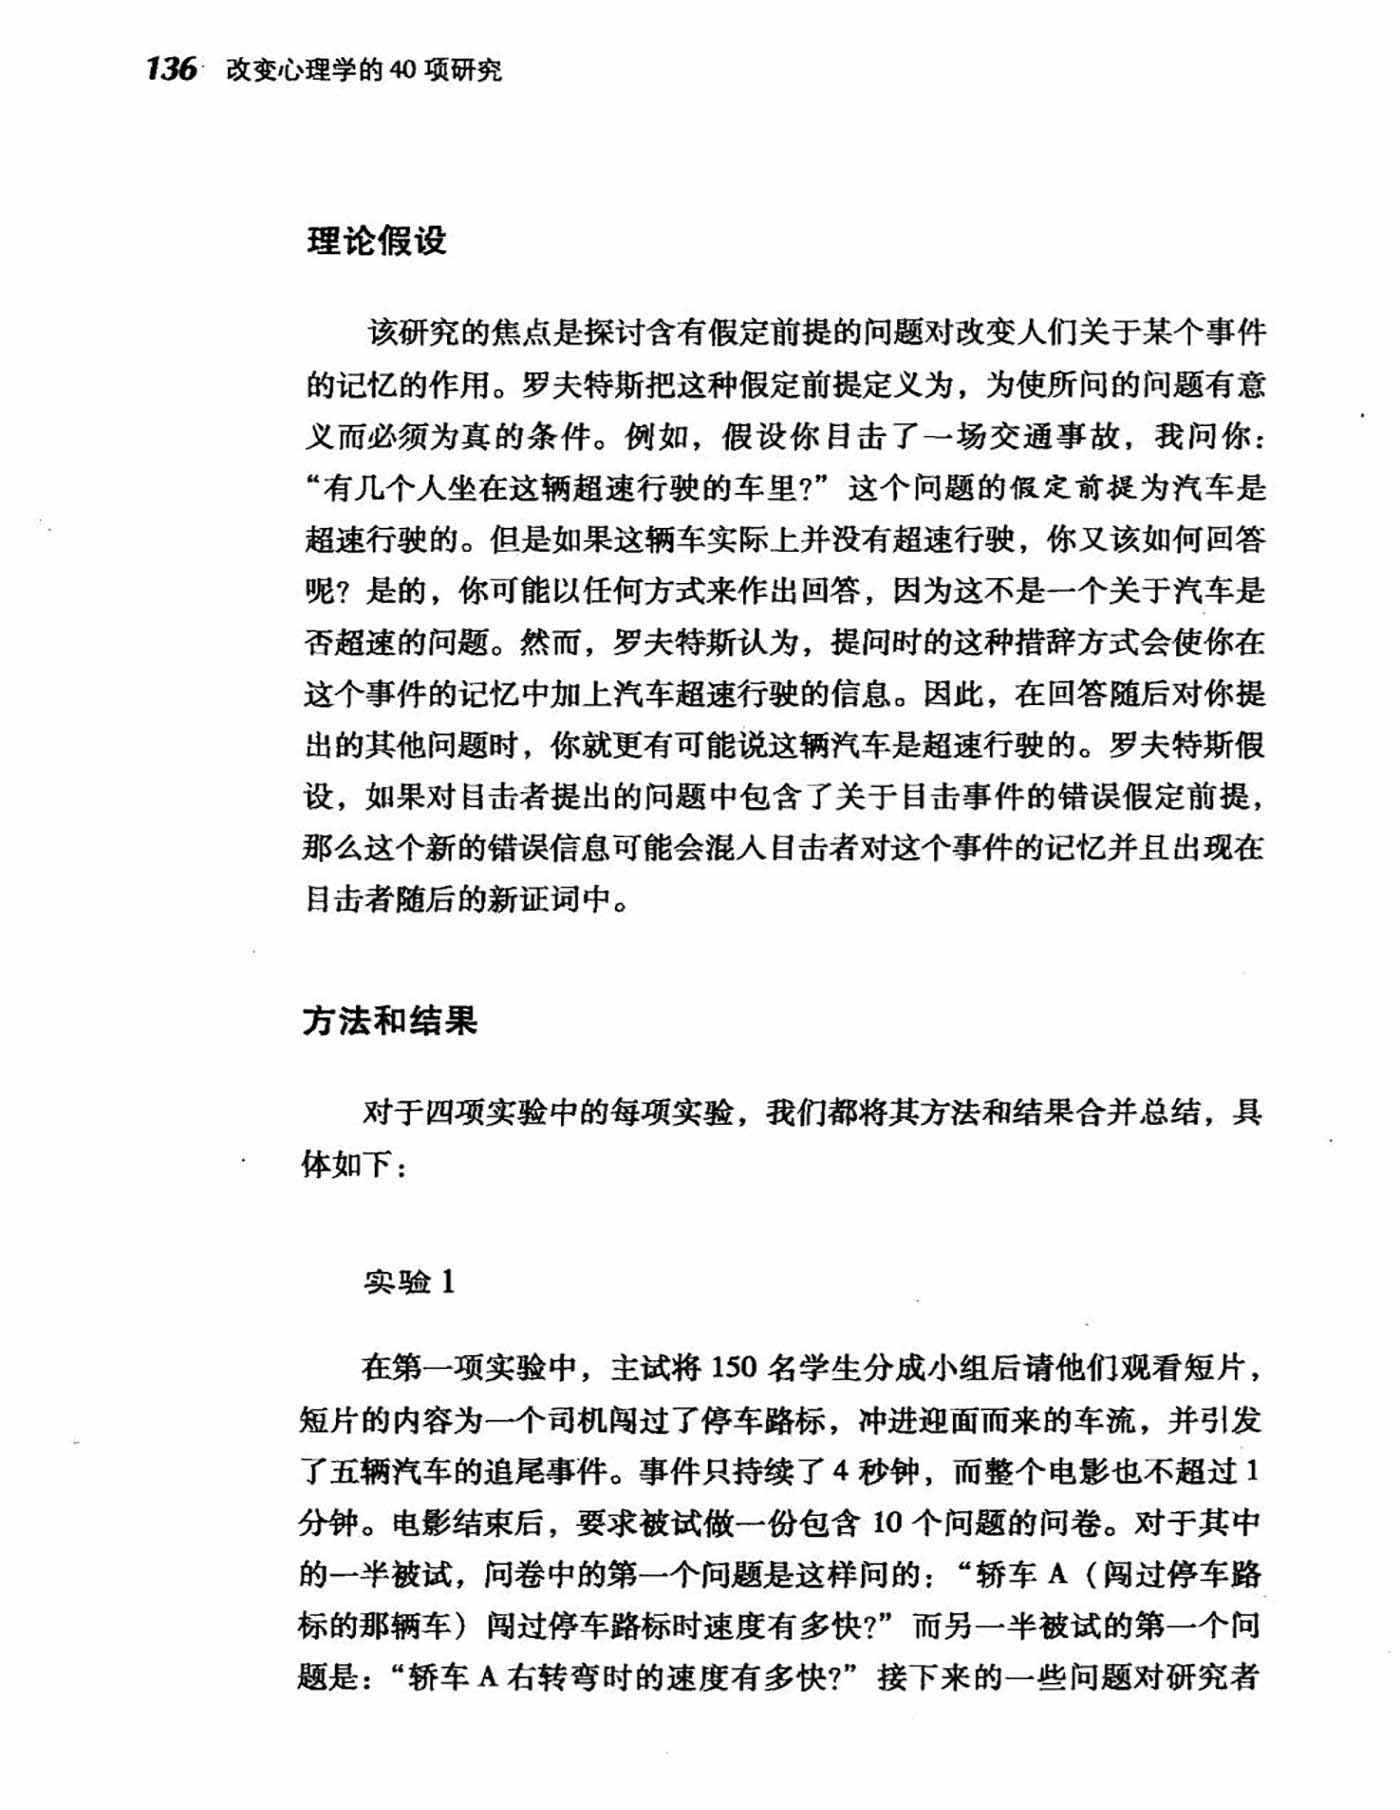 136 改变心理学的 40 项研究
理论假设
该研究的焦点是探讨含有假定前提的问题对改变人们关于某个事件
的记忆的作用。罗夫特斯把这种假定前提定义为，为使所问的问题有意
义而必须为真的条件。例如，假设你目击了一场交通事故，我问你：
“有几个人坐在这辆超速行驶的车里?” 这个问题的假定前提为汽车是
超速行驶的。但是如果这辆车实际上并没有超速行驶，你又该如何回答
呢？是的，你可能以任何方式来作出回答，因为这不是一个关于汽车是
否超速的问题。然而，罗夫特斯认为，提问时的这种措辞方式会使你在
这个事件的记忆中加上汽车超速行驶的信息。因此，在回答随后对你提
出的其他问题时，你就更有可能说这辆汽车是超速行驶的。罗夫特斯假
设，如果对目击者提出的问题中包含了关于目击事件的错误假定前提，
那么这个新的错误信息可能会混入目击者对这个事件的记忆并且出现在
目击者随后的新证词中。
方法和结果
对于四项实验中的每项实验，我们都将其方法和结果合并总结，具
体如下：
实验 1
在第一项实验中，主试将 150 名学生分成小组后请他们观看短片，
短片的内容为一个司机闯过了停车路标，冲进迎面而来的车流，并引发
了五辆汽车的追尾事件。事件只持续了 4 秒钟，而整个电影也不超过 1
分钟。电影结束后，要求被试做一份包含 10 个问题的问卷。对于其中
的一半被试，问卷中的第一个问题是这样问的：“轿车 A（闯过停车路
标的那辆车）闯过停车路标时速度有多快?” 而另一半被试的第一个问
题是：“轿车 A 右转弯时的速度有多快?” 接下来的一些问题对研究者